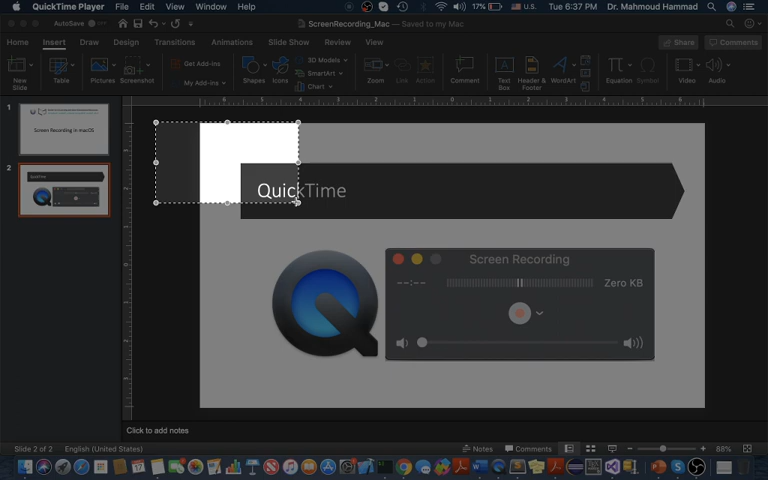 QuickTime Player File Edit View Window Help 17% U.S. Tue 6:37 PM Dr. Mahmoud Hammad
AutoSave ScreenRecording_Mac — Saved to my Mac
Home Insert Draw Design Transitions Animations Slide Show Review View Share Comments
New Slide Table Pictures Screenshot Get Add-ins My Add-ins Shapes Icons 3D Models SmartArt Chart Zoom Link Action Comment Text Box Header & Footer WordArt Equation Symbol Video Audio
1
Screen Recording in macOS
2
QuickTime
QuickTime
Screen Recording
--:--
Zero KB
Click to add notes
Slide 2 of 2 English (United States) Notes Comments 88%